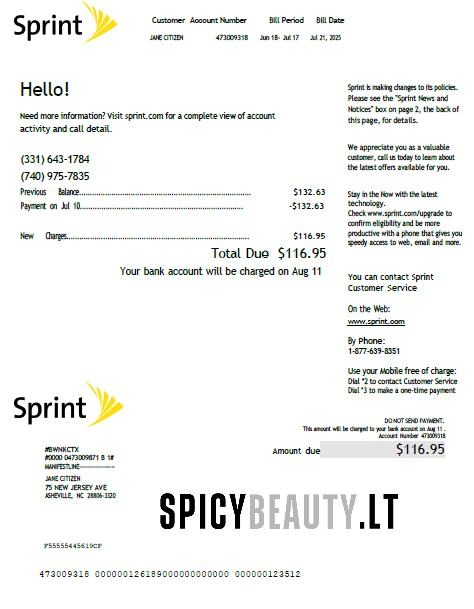 Sprint
Customer Account Number Bill Period Bill Date
JANE CITIZEN 473009318 Jun 18- Jul 17 Jul 21, 2025
Hello!
Need more information? Visit sprint.com for a complete view of account
activity and call detail.
(331) 643-1784
(740) 975-7835
Previous Balance................................................................ $132.63
Payment on Jul 10............................................................. -$132.63
New Charges.................................................................... $116.95
Total Due $116.95
Your bank account will be charged on Aug 11
Sprint is making changes to its policies.
Please see the "Sprint News and
Notices" box on page 2, the back of
this page, for details.
We appreciate you as a valuable
customer, call us today to learn about
the latest offers available for you.
Stay in the Now with the latest
technology.
Check www.sprint.com/upgrade to
confirm eligibility and be more
productive with a phone that gives you
speedy access to web, email and more.
You can contact Sprint
Customer Service
On the Web:
www.sprint.com
By Phone:
1-877-639-8351
Use your Mobile free of charge:
Dial *2 to contact Customer Service
Dial *3 to make a one-time payment
Sprint
DO NOT SEND PAYMENT.
This amount will be charged to your bank account on Aug 11 .
Account Number 473009318
Amount due $116.95
#BWNKCTX
#0000 0473009871 B 1#
MANIFESTLINE------------------
JANE CITIZEN
75 NEW JERSEY AVE
ASHEVILLE, NC 28806-3320
SPICYBEAUTY.LT
F55555445619CF
473009318 0000001261890000000000000 000000123512